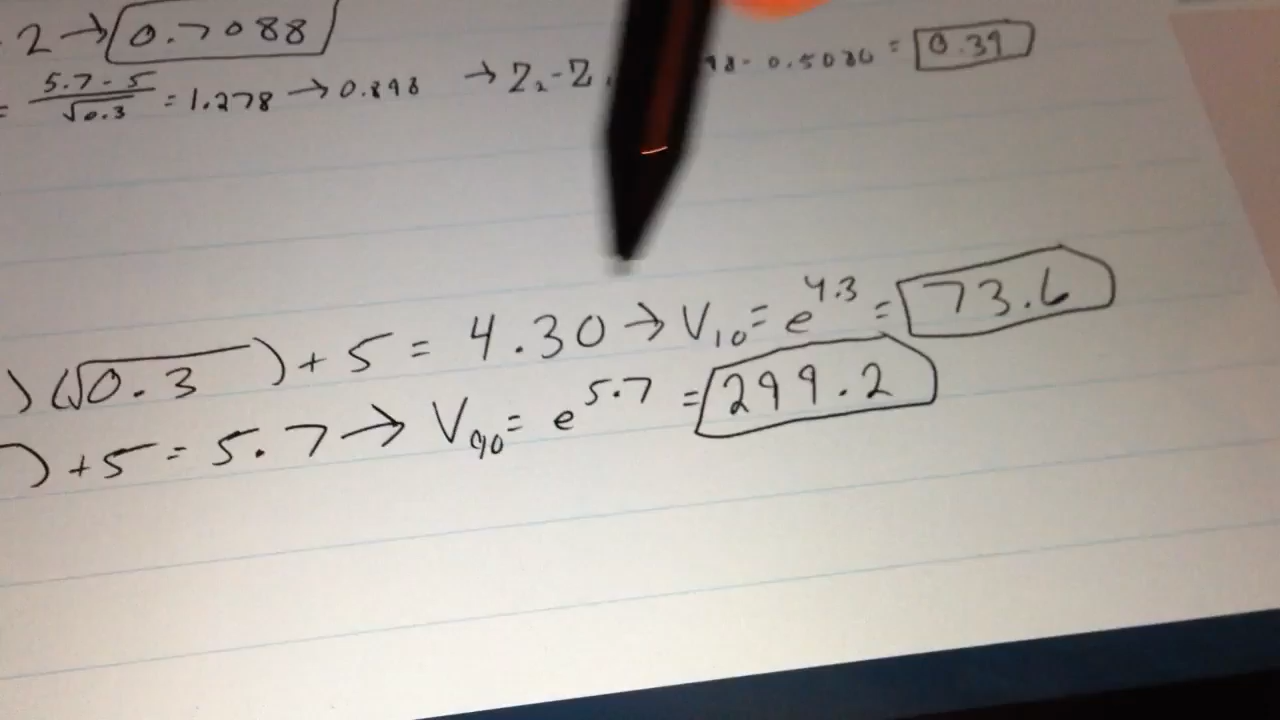 2 → 0.7088
= 5.7 - 5 / √0.3 = 1.278 → 0.898 → Z₂ - Z 98 - 0.5080 = 0.39
)(√0.3) + 5 = 4.30 → V₁₀ = e^4.3 = 73.6
) + 5 = 5.7 → V₉₀ = e^5.7 = 299.2